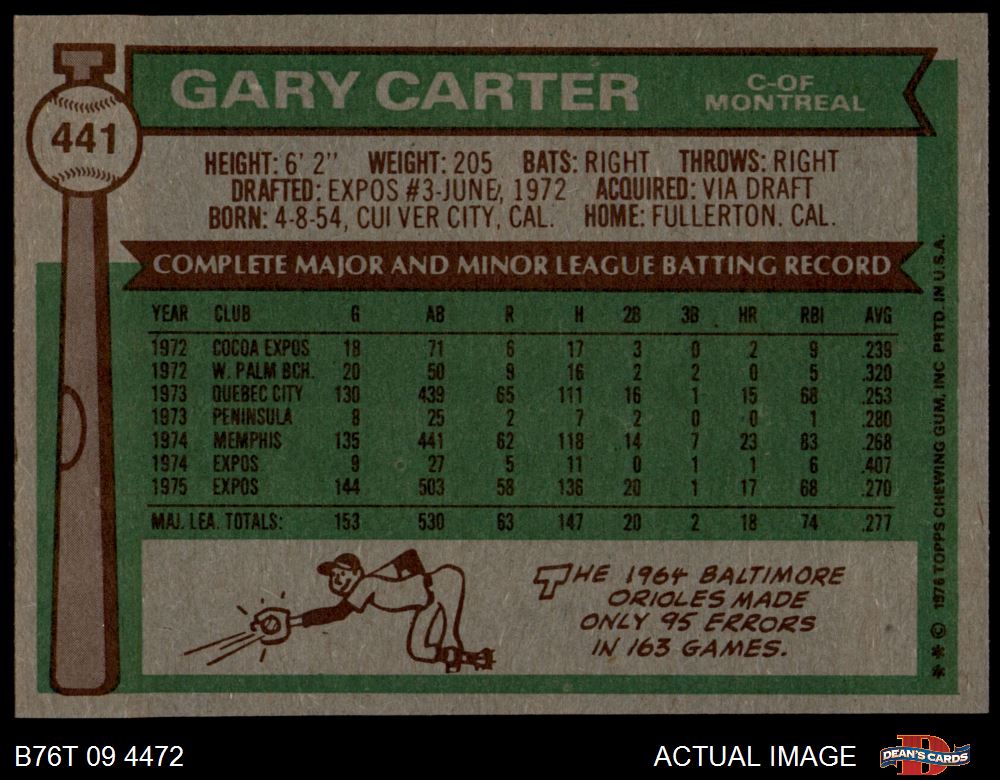 441
GARY CARTER
C-OF
MONTREAL
HEIGHT: 6' 2" WEIGHT: 205 BATS: RIGHT THROWS: RIGHT
DRAFTED: EXPOS #3-JUNE, 1972 ACQUIRED: VIA DRAFT
BORN: 4-8-54, CULVER CITY, CAL. HOME: FULLERTON, CAL.
COMPLETE MAJOR AND MINOR LEAGUE BATTING RECORD
YEAR CLUB G AB R H 2B 3B HR RBI AVG
1972 COCOA EXPOS 18 71 6 17 3 0 2 9 .239
1972 W. PALM BCH. 20 50 9 16 2 2 0 5 .320
1973 QUEBEC CITY 130 439 65 111 16 1 15 68 .253
1973 PENINSULA 8 25 2 7 2 0 0 1 .280
1974 MEMPHIS 135 441 62 118 14 7 23 83 .268
1974 EXPOS 9 27 5 11 0 1 1 6 .407
1975 EXPOS 144 503 58 136 20 1 17 68 .270
MAJ. LEA. TOTALS: 153 530 63 147 20 2 18 74 .277
THE 1964 BALTIMORE
ORIOLES MADE
ONLY 95 ERRORS
IN 163 GAMES.
* * © 1976 TOPPS CHEWING GUM, INC PRTD. IN U.S.A.
B76T 09 4472
ACTUAL IMAGE
DEAN'S CARDS